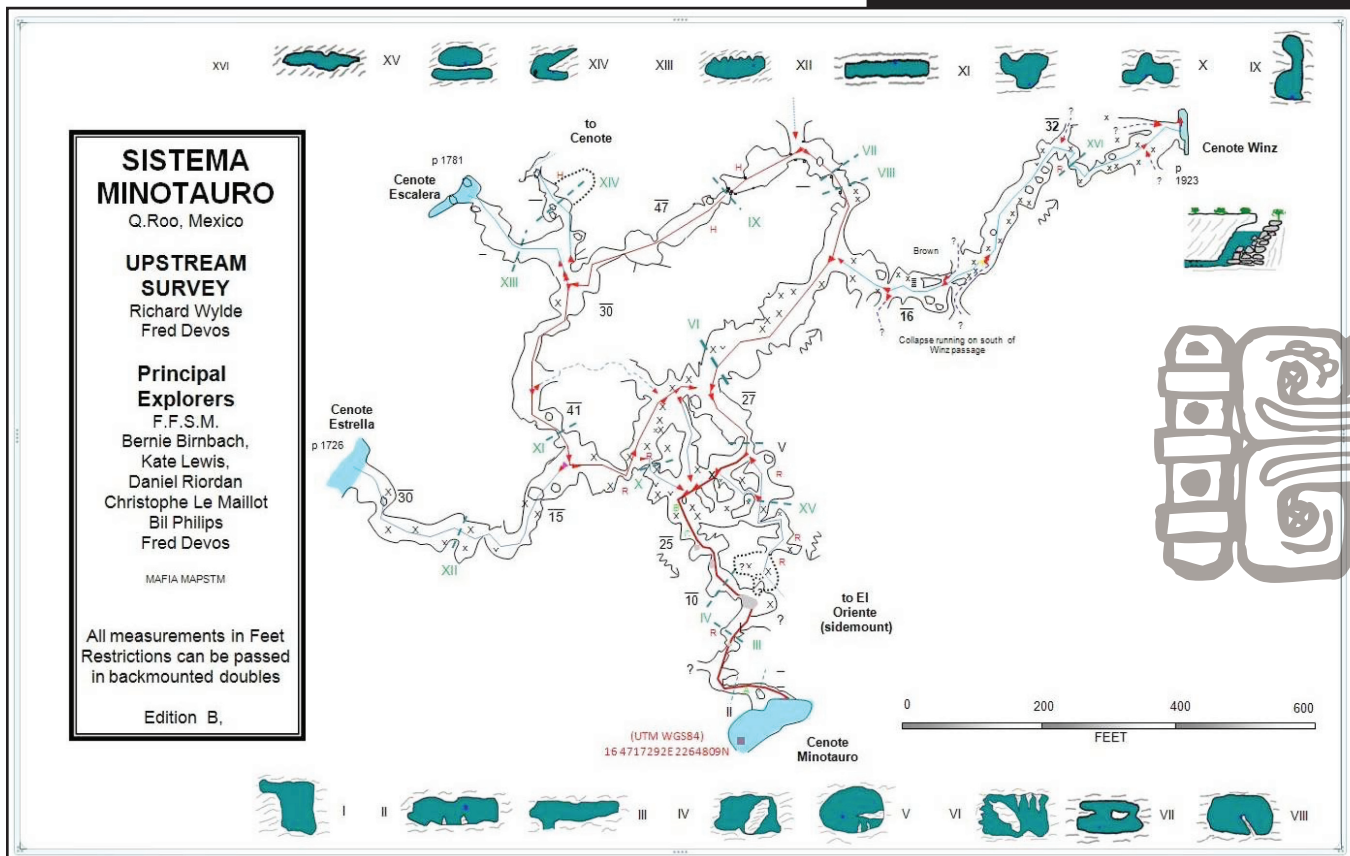 XVI
XV
XIV
XIII
XII
XI
X
IX
SISTEMA
MINOTAURO
Q.Roo, Mexico
UPSTREAM
SURVEY
Richard Wylde
Fred Devos
Principal
Explorers
F.F.S.M.
Bernie Birnbach,
Kate Lewis,
Daniel Riordan
Christophe Le Maillot
Bil Philips
Fred Devos
MAFIA MAPSTM
All measurements in Feet
Restrictions can be passed
in backmounted doubles
Edition B,
to
Cenote
p 1781
Cenote
Escalera
H
XIV
XIII
47
30
H
IX
VII
VIII
32
XVI
R
Cenote Winz
p
1923
Brown
16
Collapse running on south of
Winz passage
VI
27
V
41
XI
Cenote
Estrella
p 1726
30
XII
15
R
R
X
R
XV
R
R
25
10
IV
R
III
to El
Oriente
(sidemount)
II
(UTM WGS84)
16 4717292E 2264809N
Cenote
Minotauro
0
200
400
600
FEET
I
II
III
IV
V
VI
VII
VIII